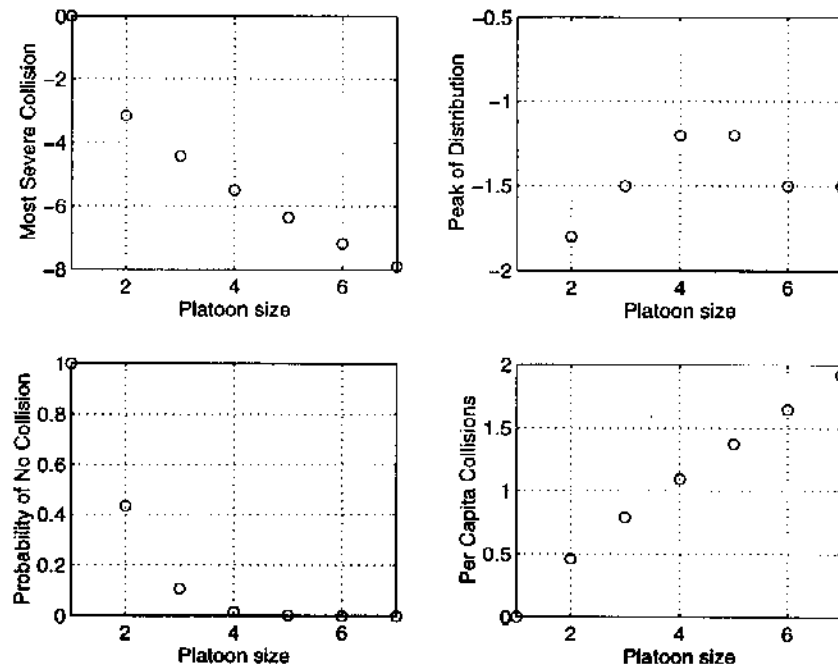 Most Severe Collision
0
−2
−4
−6
−8
2 4 6
Platoon size
Peak of Distribution
−0.5
−1
−1.5
−2
2 4 6
Platoon size
Probability of No Collision
1
0.8
0.6
0.4
0.2
0
2 4 6
Platoon size
Per Capita Collisions
2
1.5
1
0.5
0
2 4 6
Platoon size